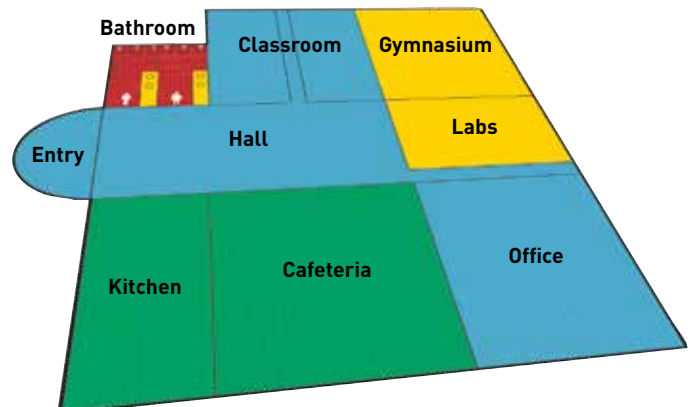 Bathroom
Classroom
Gymnasium
Entry
Hall
Labs
Kitchen
Cafeteria
Office